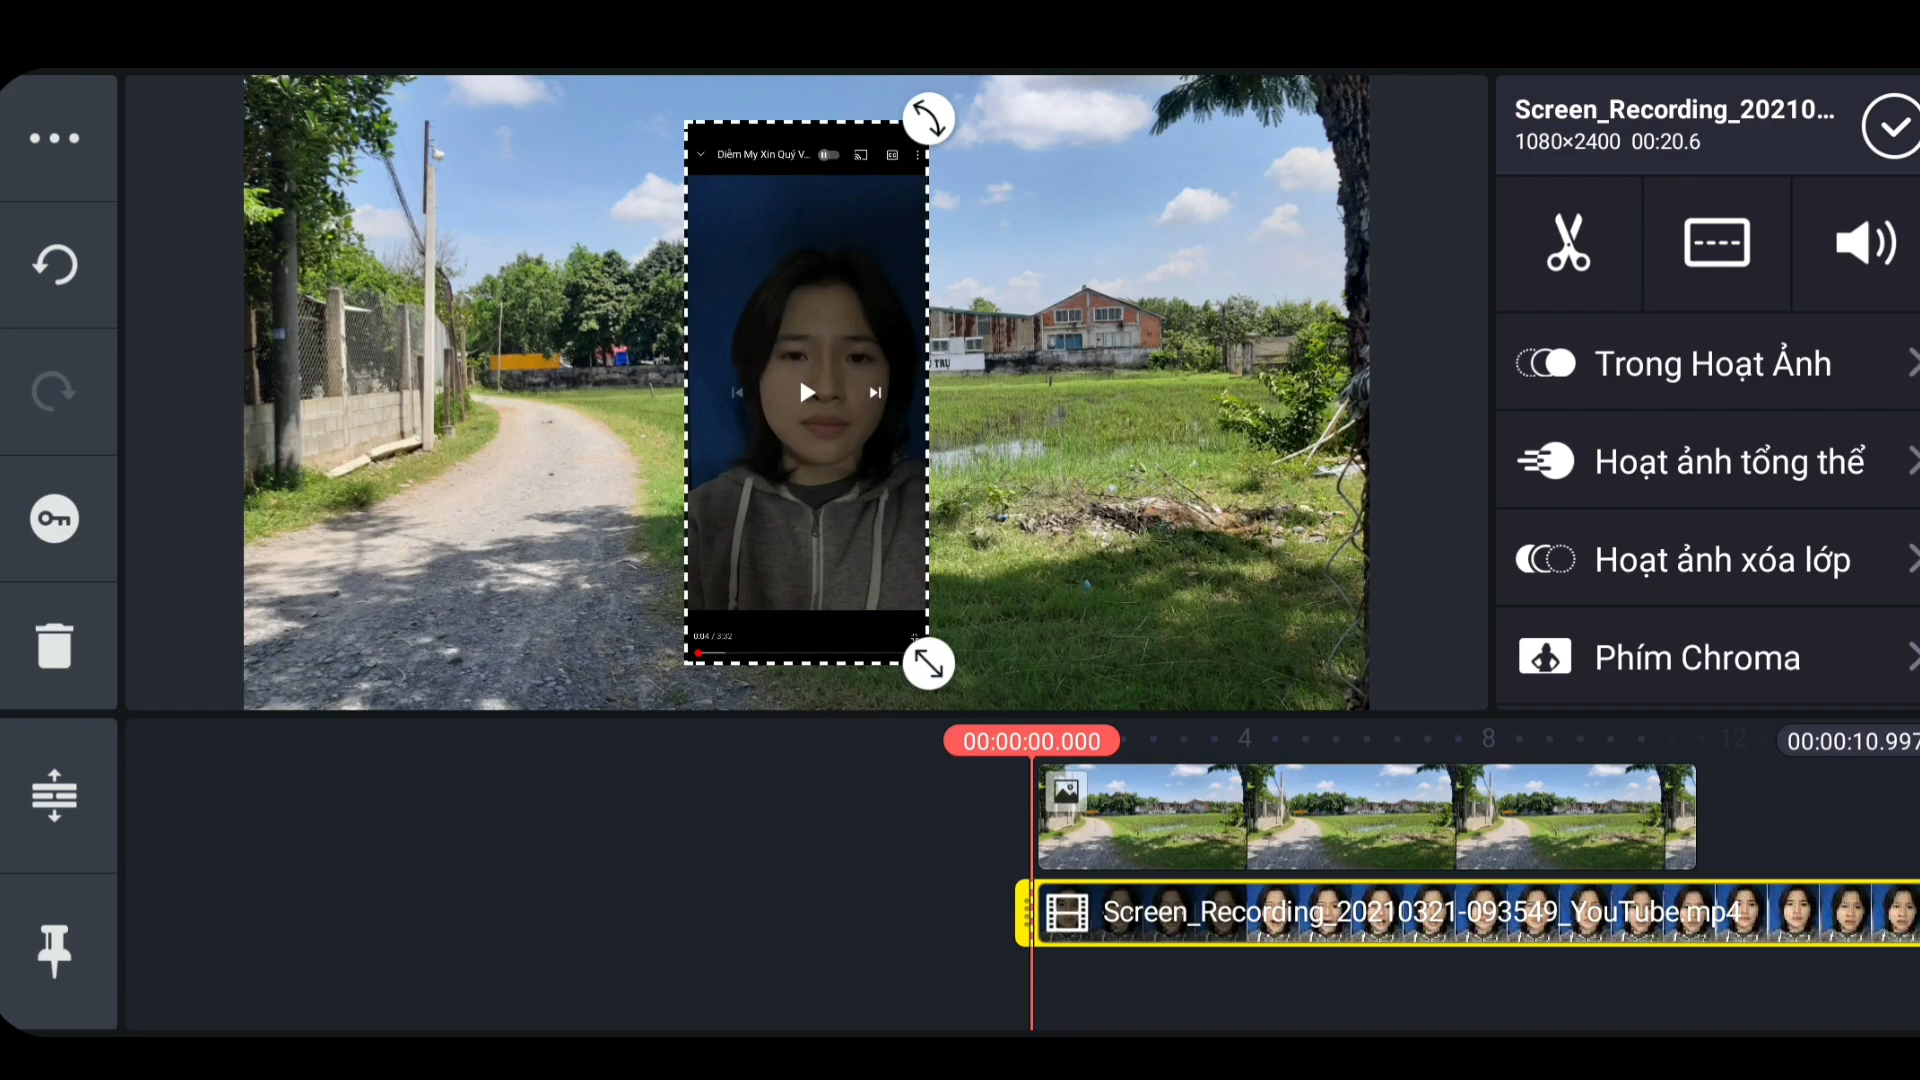 Screen_Recording_20210...
1080×2400 00:20.6
Diễm My Xin Quý V...
TRỤ
0:04 / 3:32
Trong Hoạt Ảnh
Hoạt ảnh tổng thể
Hoạt ảnh xóa lớp
Phím Chroma
00:00:00.000
4
8
12
00:00:10.997
Screen_Recording_20210321-093549_YouTube.mp4